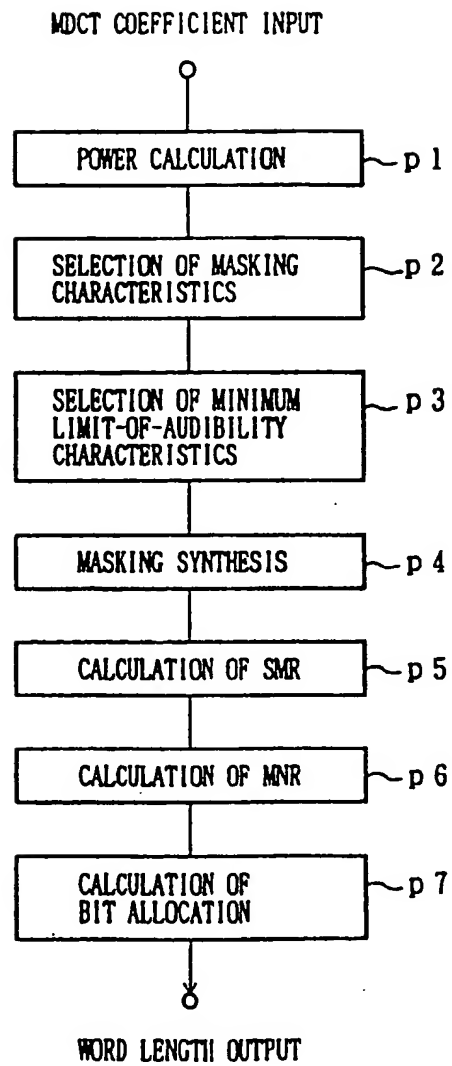 MDCT COEFFICIENT INPUT
POWER CALCULATION
p 1
SELECTION OF MASKING
CHARACTERISTICS
p 2
SELECTION OF MINIMUM
LIMIT-OF-AUDIBILITY
CHARACTERISTICS
p 3
MASKING SYNTHESIS
p 4
CALCULATION OF SMR
p 5
CALCULATION OF MNR
p 6
CALCULATION OF
BIT ALLOCATION
p 7
WORD LENGTH OUTPUT